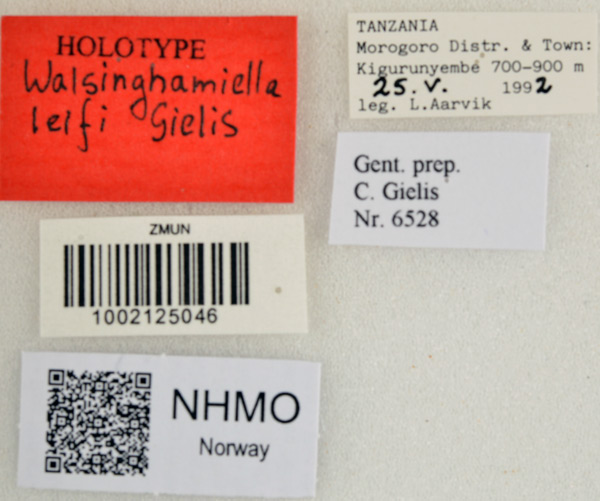 HOLOTYPE
Walsinghamiella
leifi Gielis
TANZANIA
Morogoro Distr. & Town:
Kigurunyembe 700-900 m
25.V. 1992
leg. L.Aarvik
Gent. prep.
C. Gielis
Nr. 6528
ZMUN
1002125046
NHMO
Norway